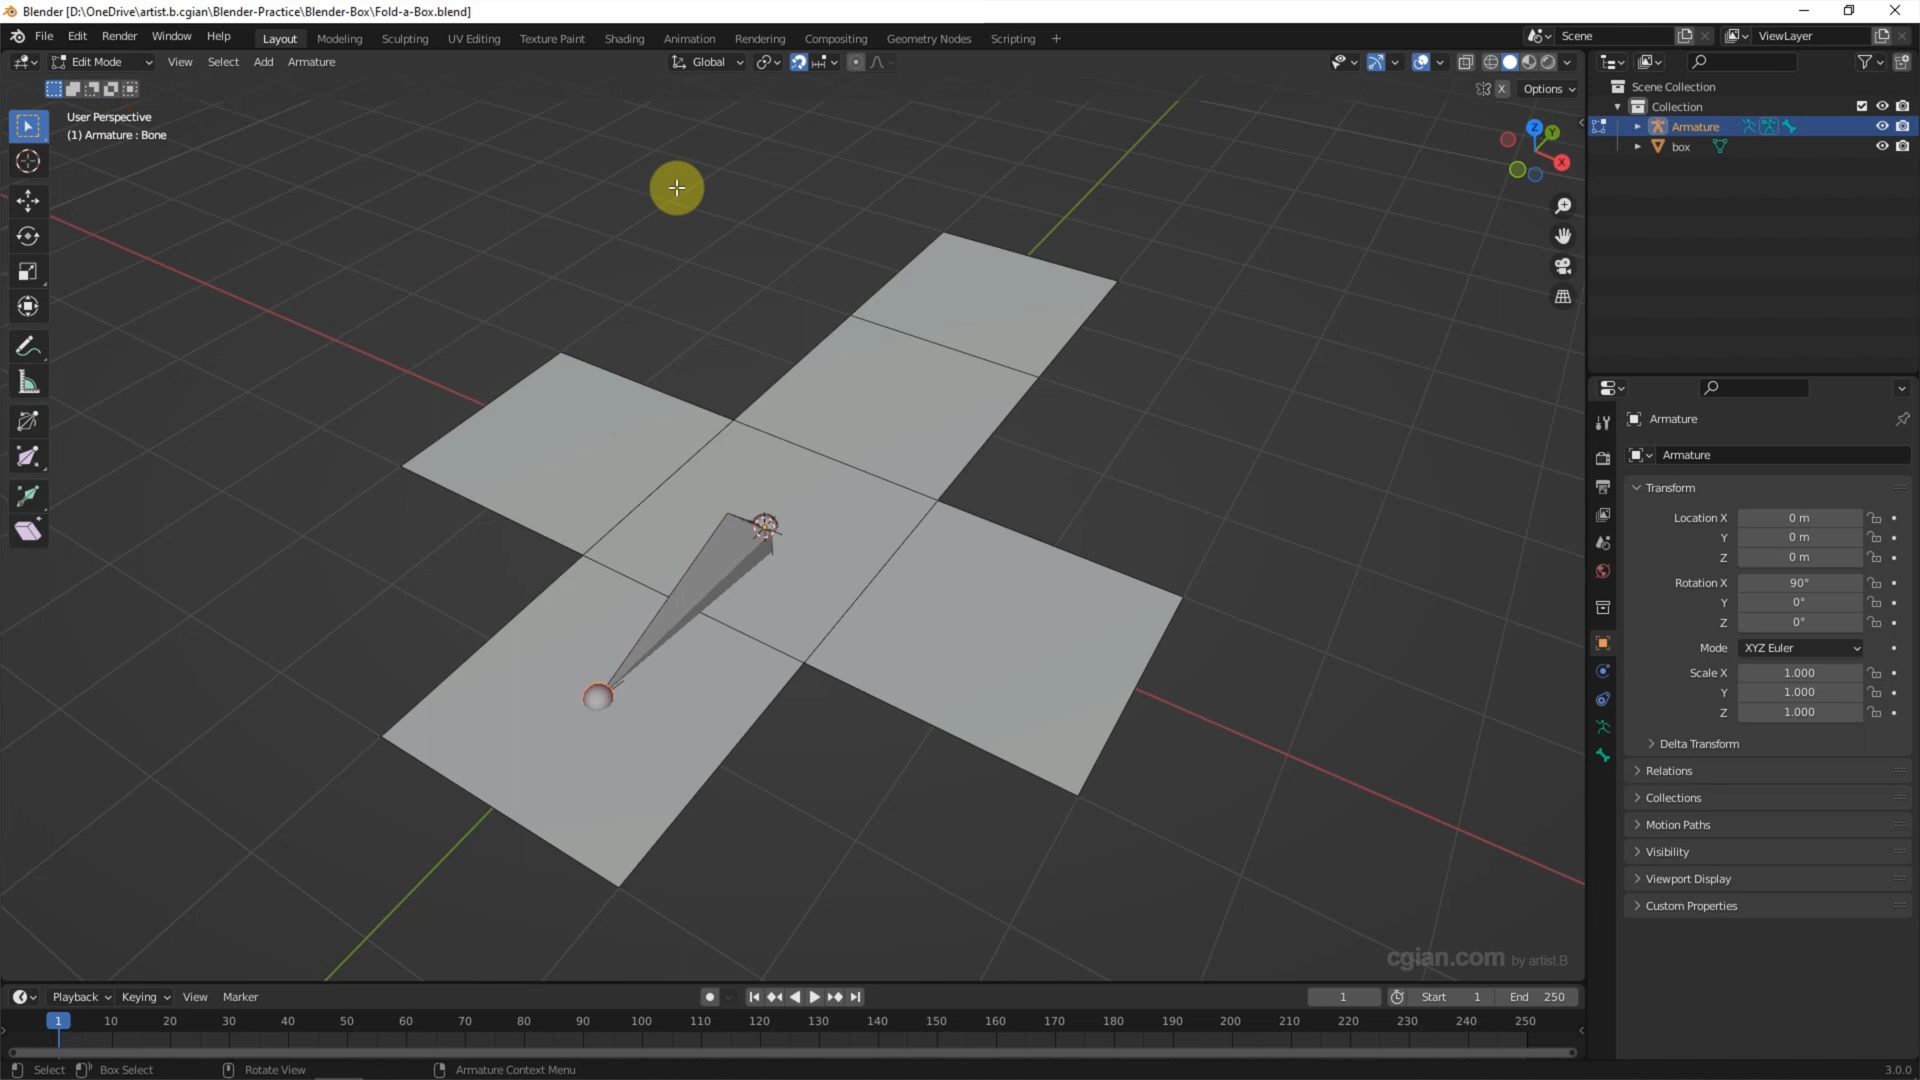 Blender [D:\OneDrive\artist.b.cgian\Blender-Practice\Blender-Box\Fold-a-Box.blend]
File Edit Render Window Help Layout Modeling Sculpting UV Editing Texture Paint Shading Animation Rendering Compositing Geometry Nodes Scripting + Scene ViewLayer
Edit Mode View Select Add Armature Global
X Options
User Perspective
(1) Armature : Bone
Z Y X
Scene Collection
Collection
Armature
box
Armature
Armature
Transform
Location X 0 m
Y 0 m
Z 0 m
Rotation X 90°
Y 0°
Z 0°
Mode XYZ Euler
Scale X 1.000
Y 1.000
Z 1.000
Delta Transform
Relations
Collections
Motion Paths
Visibility
Viewport Display
Custom Properties
cgian.com by artist.B
Playback Keying View Marker 1 Start 1 End 250
1 10 20 30 40 50 60 70 80 90 100 110 120 130 140 150 160 170 180 190 200 210 220 230 240 250
Select Box Select Rotate View Armature Context Menu 3.0.0